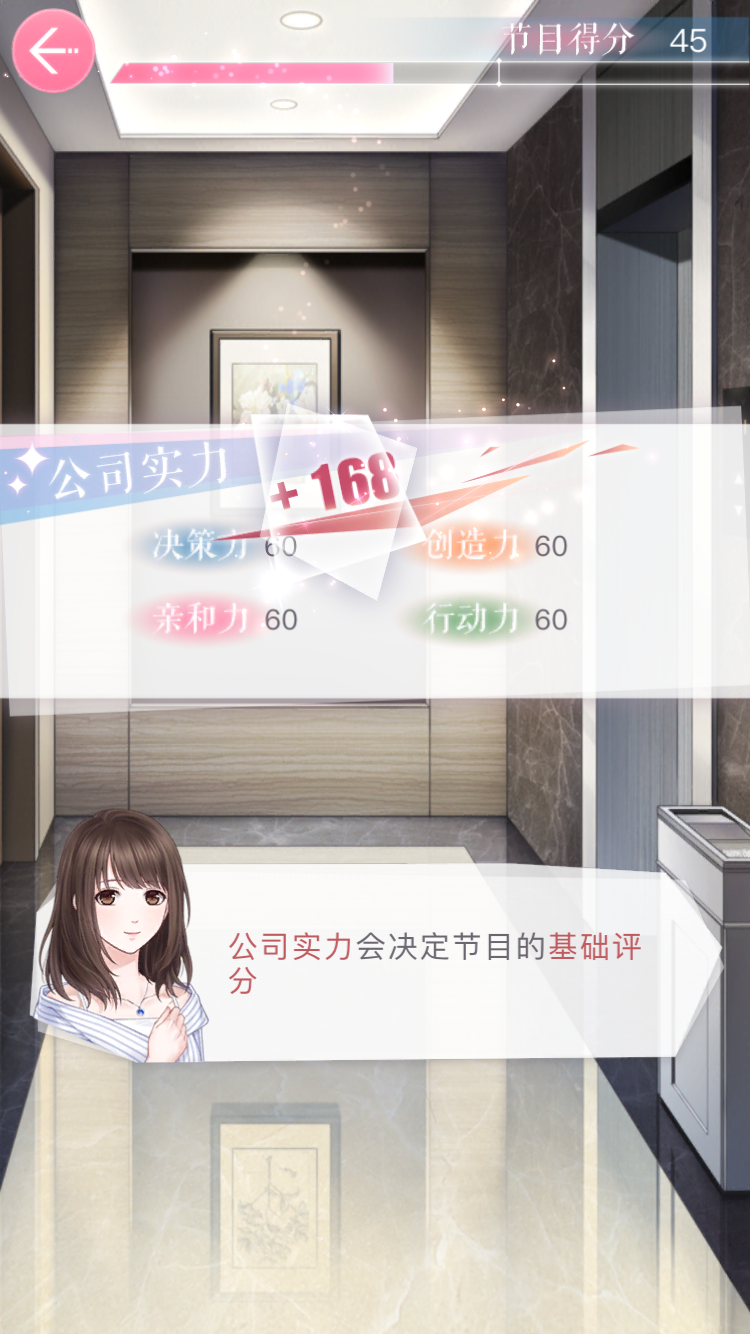 节目得分 45
公司实力
+168
决策力 60 创造力 60
亲和力 60 行动力 60
公司实力会决定节目的基础评
分